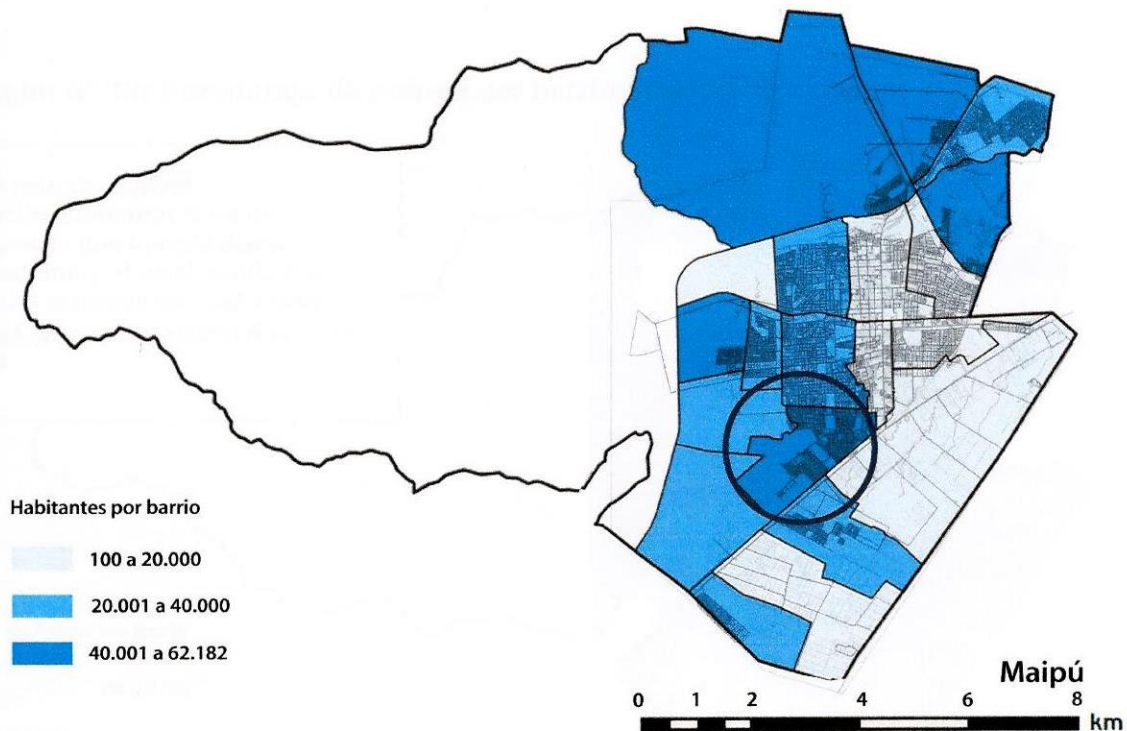 Habitantes por barrio
100 a 20.000
20.001 a 40.000
40.001 a 62.182
Maipú
0 1 2 4 6 8
km